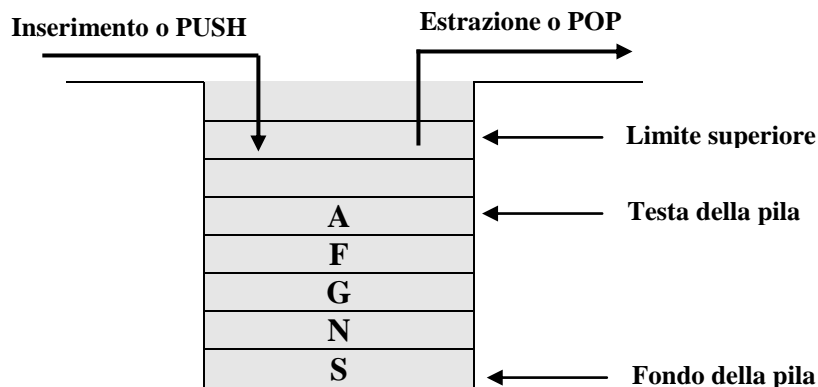 Inserimento o PUSH
Estrazione o POP
Limite superiore
A
Testa della pila
F
G
N
S
Fondo della pila